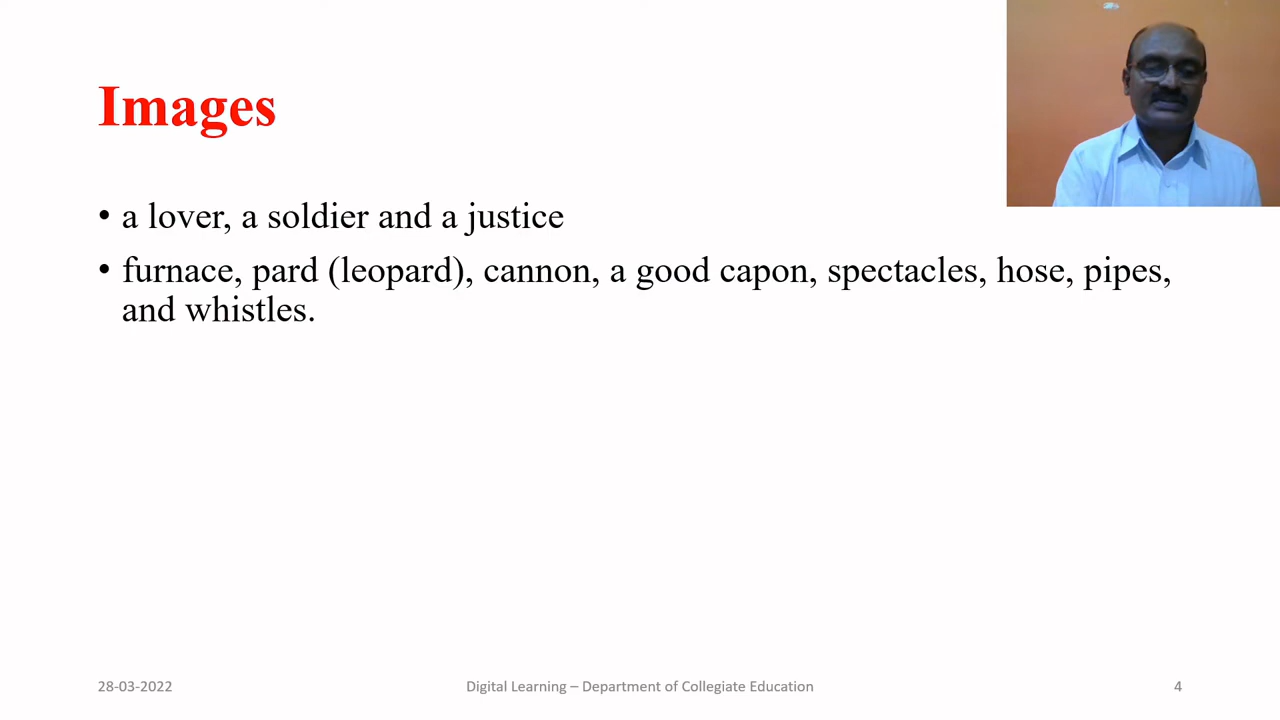 Images
• a lover, a soldier and a justice
• furnace, pard (leopard), cannon, a good capon, spectacles, hose, pipes,
and whistles.
28-03-2022
Digital Learning – Department of Collegiate Education
4